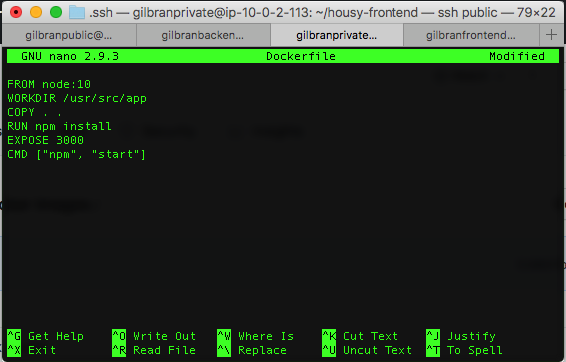 .ssh — gilbranprivate@ip-10-0-2-113: ~/housy-frontend — ssh public — 79×22
gilbranpublic@... gilbranbacken... gilbranprivate... gilbranfrontend... +
GNU nano 2.9.3 Dockerfile Modified
FROM node:10
WORKDIR /usr/src/app
COPY . .
RUN npm install
EXPOSE 3000
CMD ["npm", "start"]
^G Get Help ^O Write Out ^W Where Is ^K Cut Text ^J Justify
^X Exit ^R Read File ^\ Replace ^U Uncut Text ^T To Spell